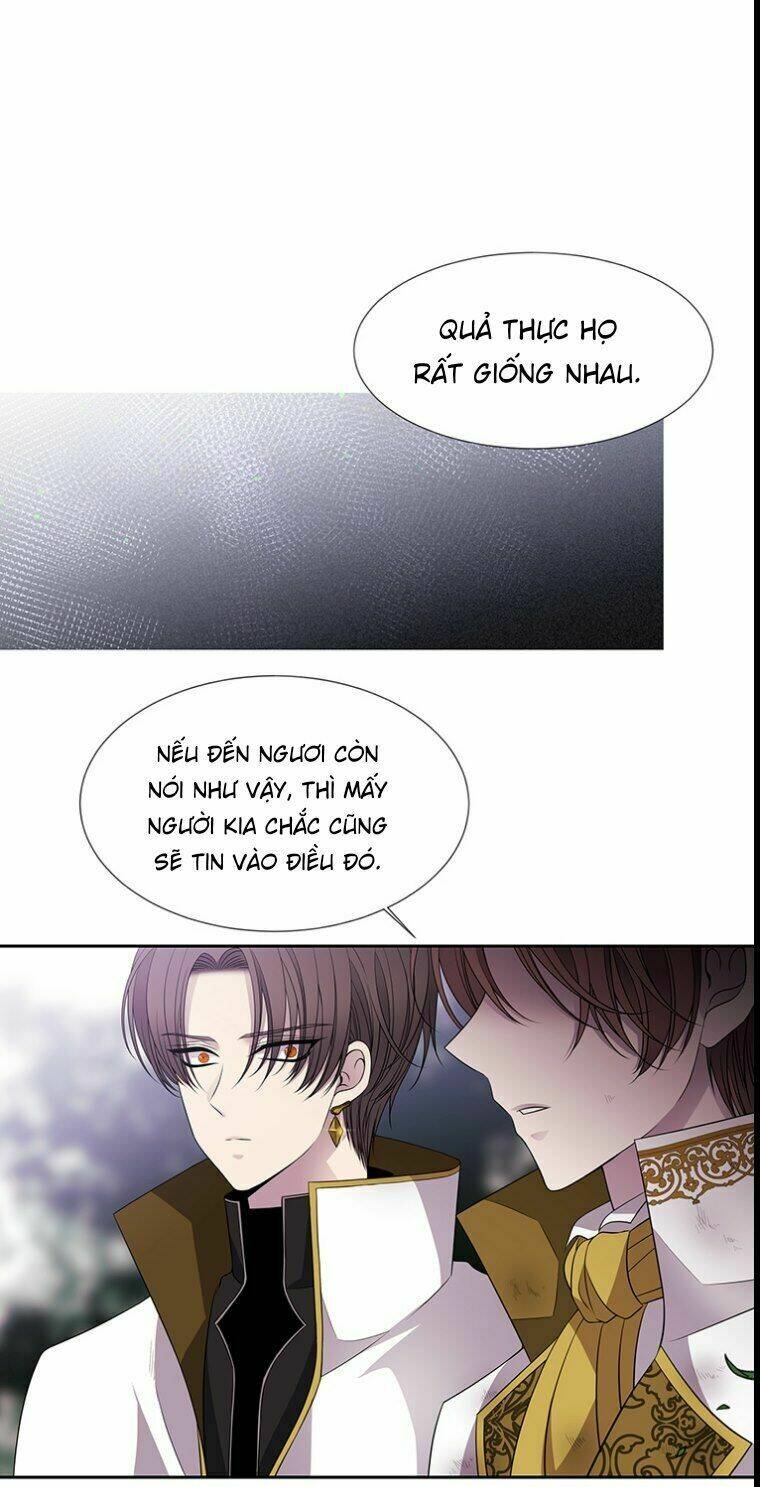 QUẢ THỰC HỌ
RẤT GIỐNG NHAU.
NẾU ĐẾN NGƯƠI CÒN
NÓI NHƯ VẬY, THÌ MẤY
NGƯỜI KIA CHẮC CŨNG
SẼ TIN VÀO ĐIỀU ĐÓ.